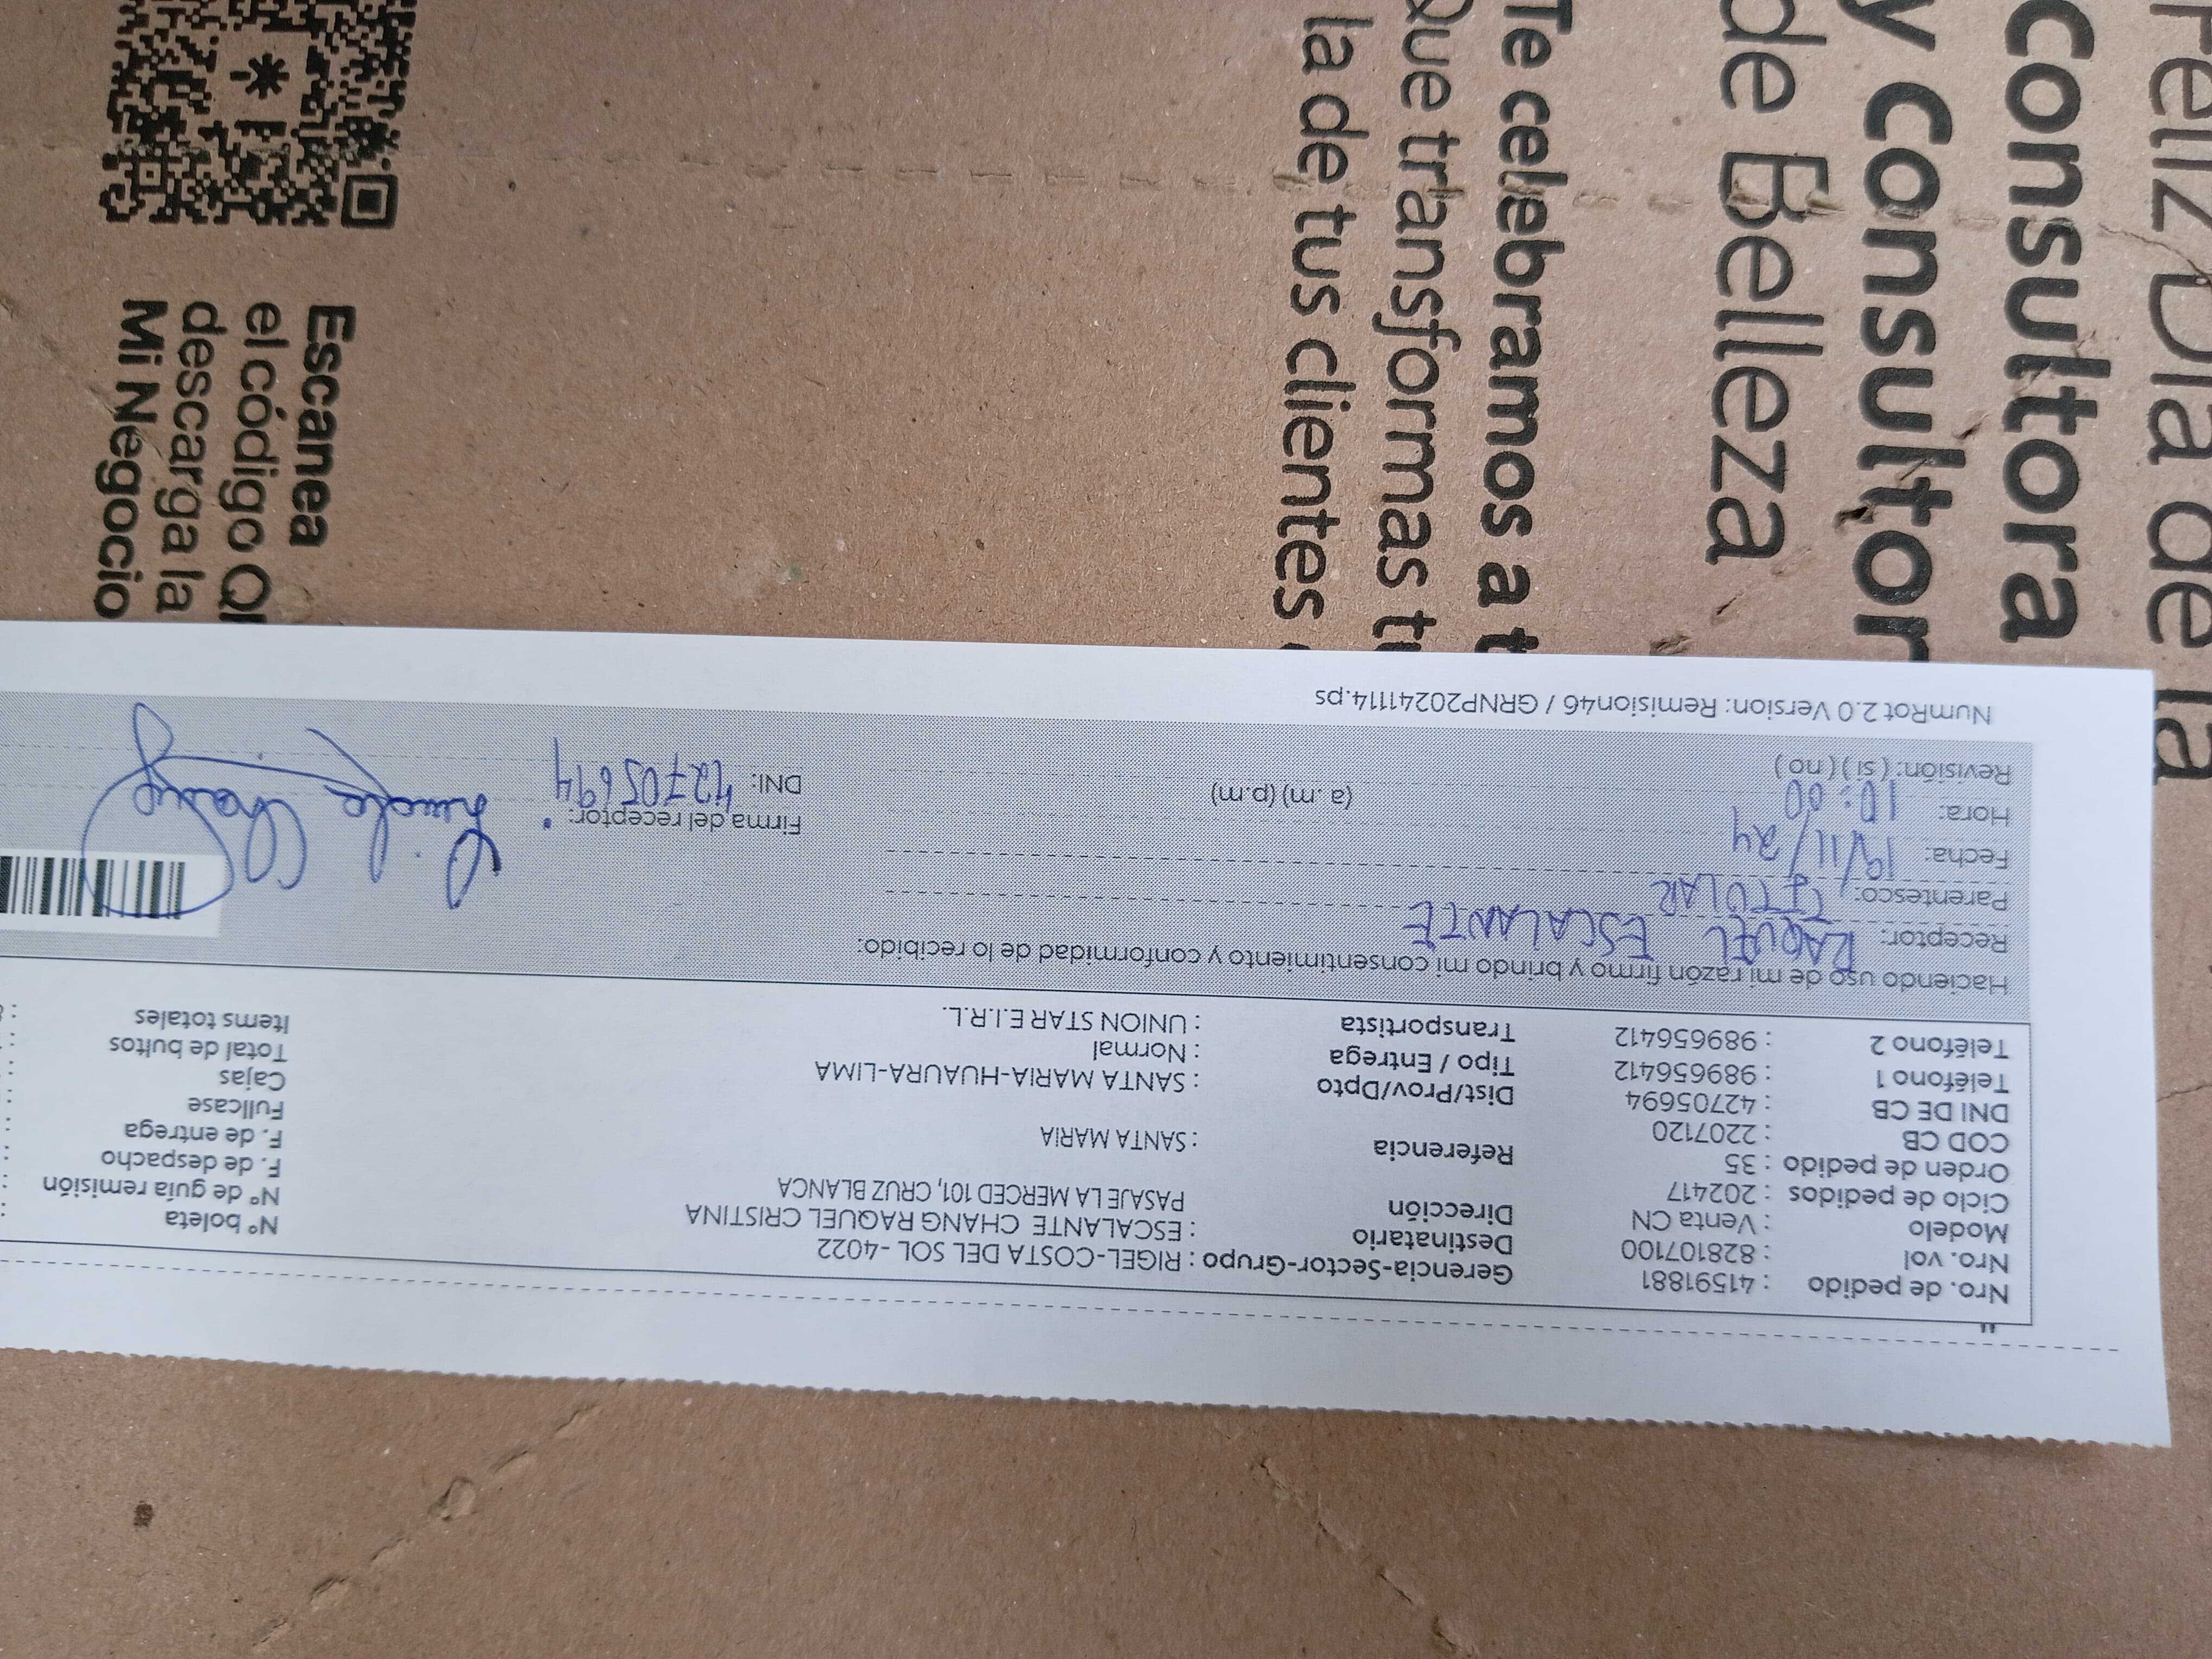 Feliz Día de la
consultora
y consultor
de Belleza
Te celebramos a t
Que transformas tu
la de tus clientes
Escanea
el código Q
descarga la
Mi Negocio
Nro. de pedido : 41591881
Nro. vol : 828107100
Modelo : Venta CN
Ciclo de pedidos : 202417
Orden de pedido : 35
COD CB : 2207120
DNI DE CB : 42705694
Teléfono 1 : 989656412
Teléfono 2 : 989656412
Gerencia-Sector-Grupo : RIGEL-COSTA DEL SOL -4022
Destinatario : ESCALANTE CHANG RAQUEL CRISTINA
Dirección PASAJE LA MERCED 101, CRUZ BLANCA
Referencia : SANTA MARIA
Dist/Prov/Dpto : SANTA MARIA-HUAURA-LIMA
Tipo / Entrega : Normal
Transportista : UNION STAR E.I.R.L.
N° boleta :
N° de guía remisión :
F. de despacho :
F. de entrega :
Fullcase :
Cajas :
Total de bultos :
Items totales :
Haciendo uso de mi razón firmo y brindo mi consentimiento y conformidad de lo recibido:
Receptor: RAQUEL ESCALANTE
Parentesco: TITULAR
Fecha: 19/11/24
Hora: 10:00 (a. m) (p.m)
Revisión: ( si ) ( no )
Firma del receptor:
DNI: 42705694
NumRot 2.0 Version: Remision46 / GRNP20241114.ps